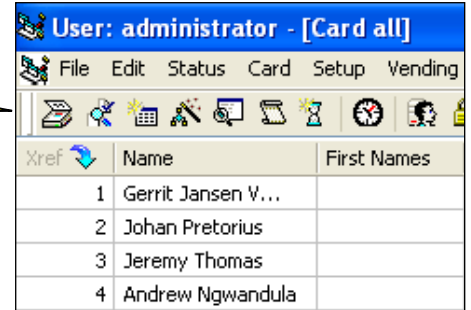 User: administrator - [Card all]
File Edit Status Card Setup Vending
Xref Name First Names
1 Gerrit Jansen V...
2 Johan Pretorius
3 Jeremy Thomas
4 Andrew Ngwandula